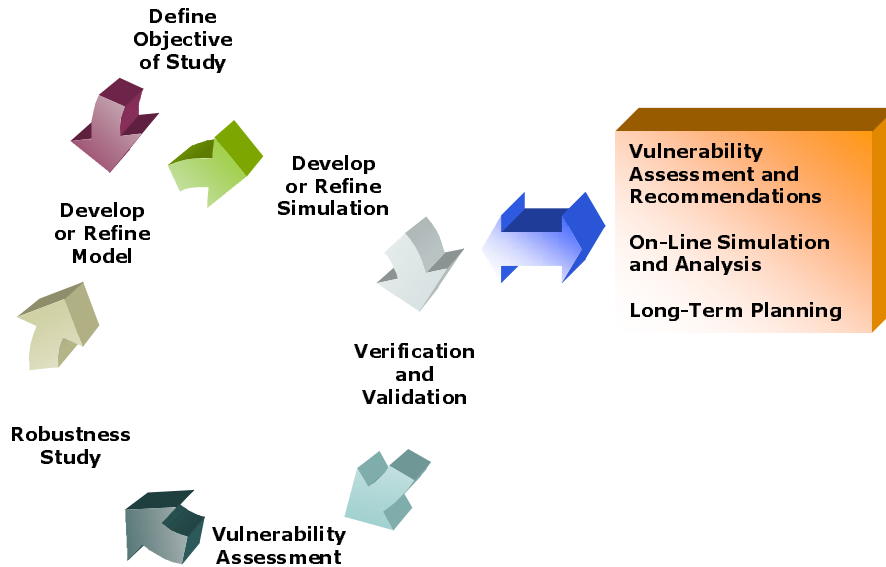 Define
Objective
of Study
Develop
or Refine
Simulation
Develop
or Refine
Model
Verification
and
Validation
Robustness
Study
Vulnerability
Assessment
Vulnerability
Assessment and
Recommendations
On-Line Simulation
and Analysis
Long-Term Planning